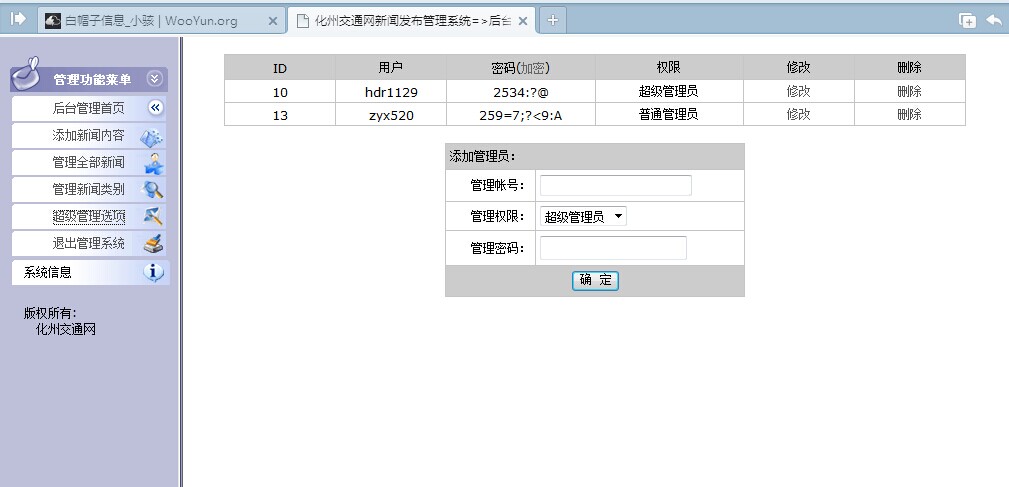 白帽子信息_小骇 | WooYun.org
化州交通网新闻发布管理系统=>后台
管理功能菜单
后台管理首页
添加新闻内容
管理全部新闻
管理新闻类别
超级管理选项
退出管理系统
系统信息
版权所有:
化州交通网
ID 用户 密码(加密) 权限 修改 删除
10 hdr1129 2534:?@ 超级管理员 修改 删除
13 zyx520 259=7;?<9:A 普通管理员 修改 删除
添加管理员:
管理帐号:
管理权限: 超级管理员
管理密码:
确 定